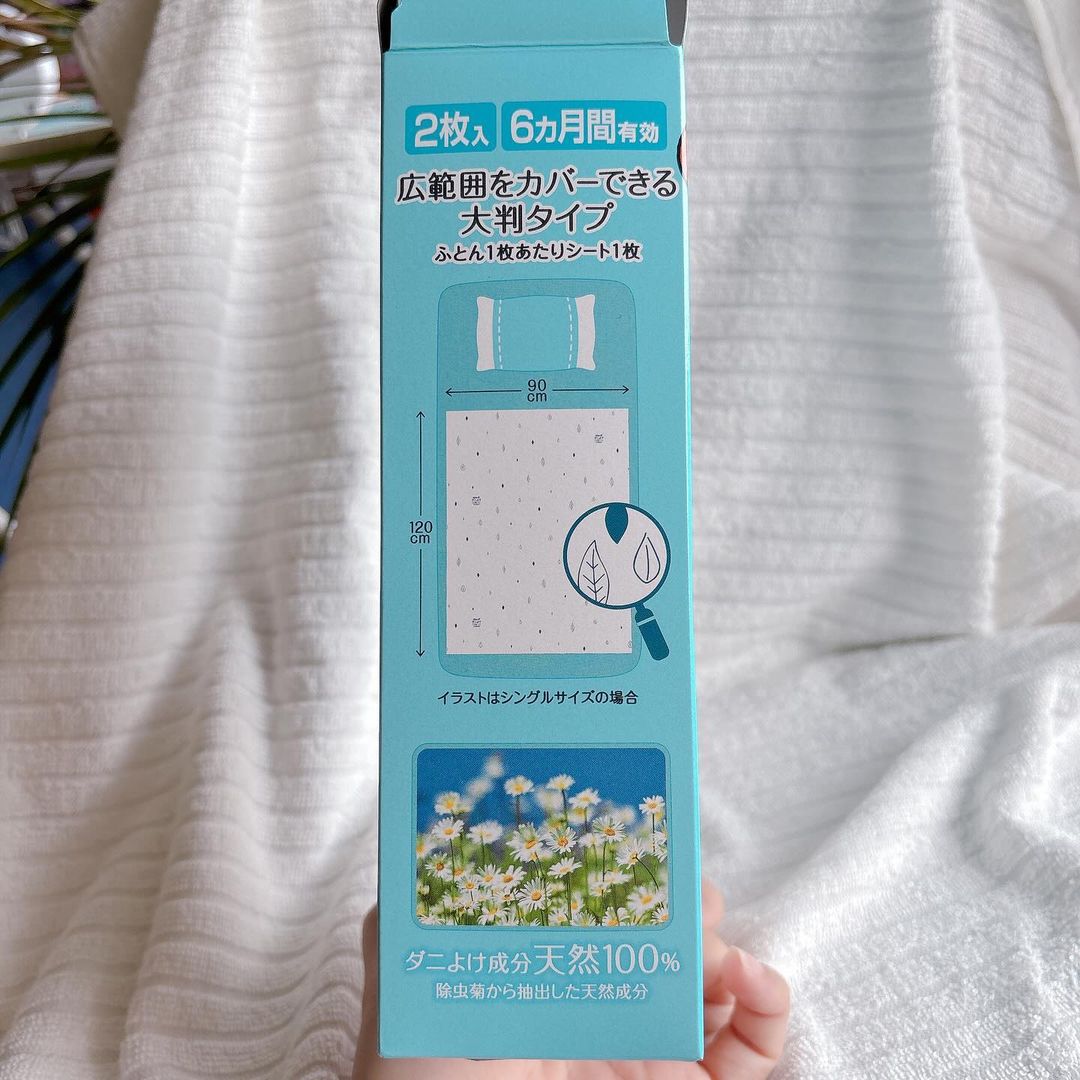 2枚入 6カ月間有効
広範囲をカバーできる
大判タイプ
ふとん1枚あたりシート1枚
90
cm
120
cm
イラストはシングルサイズの場合
ダニよけ成分天然100%
除虫菊から抽出した天然成分